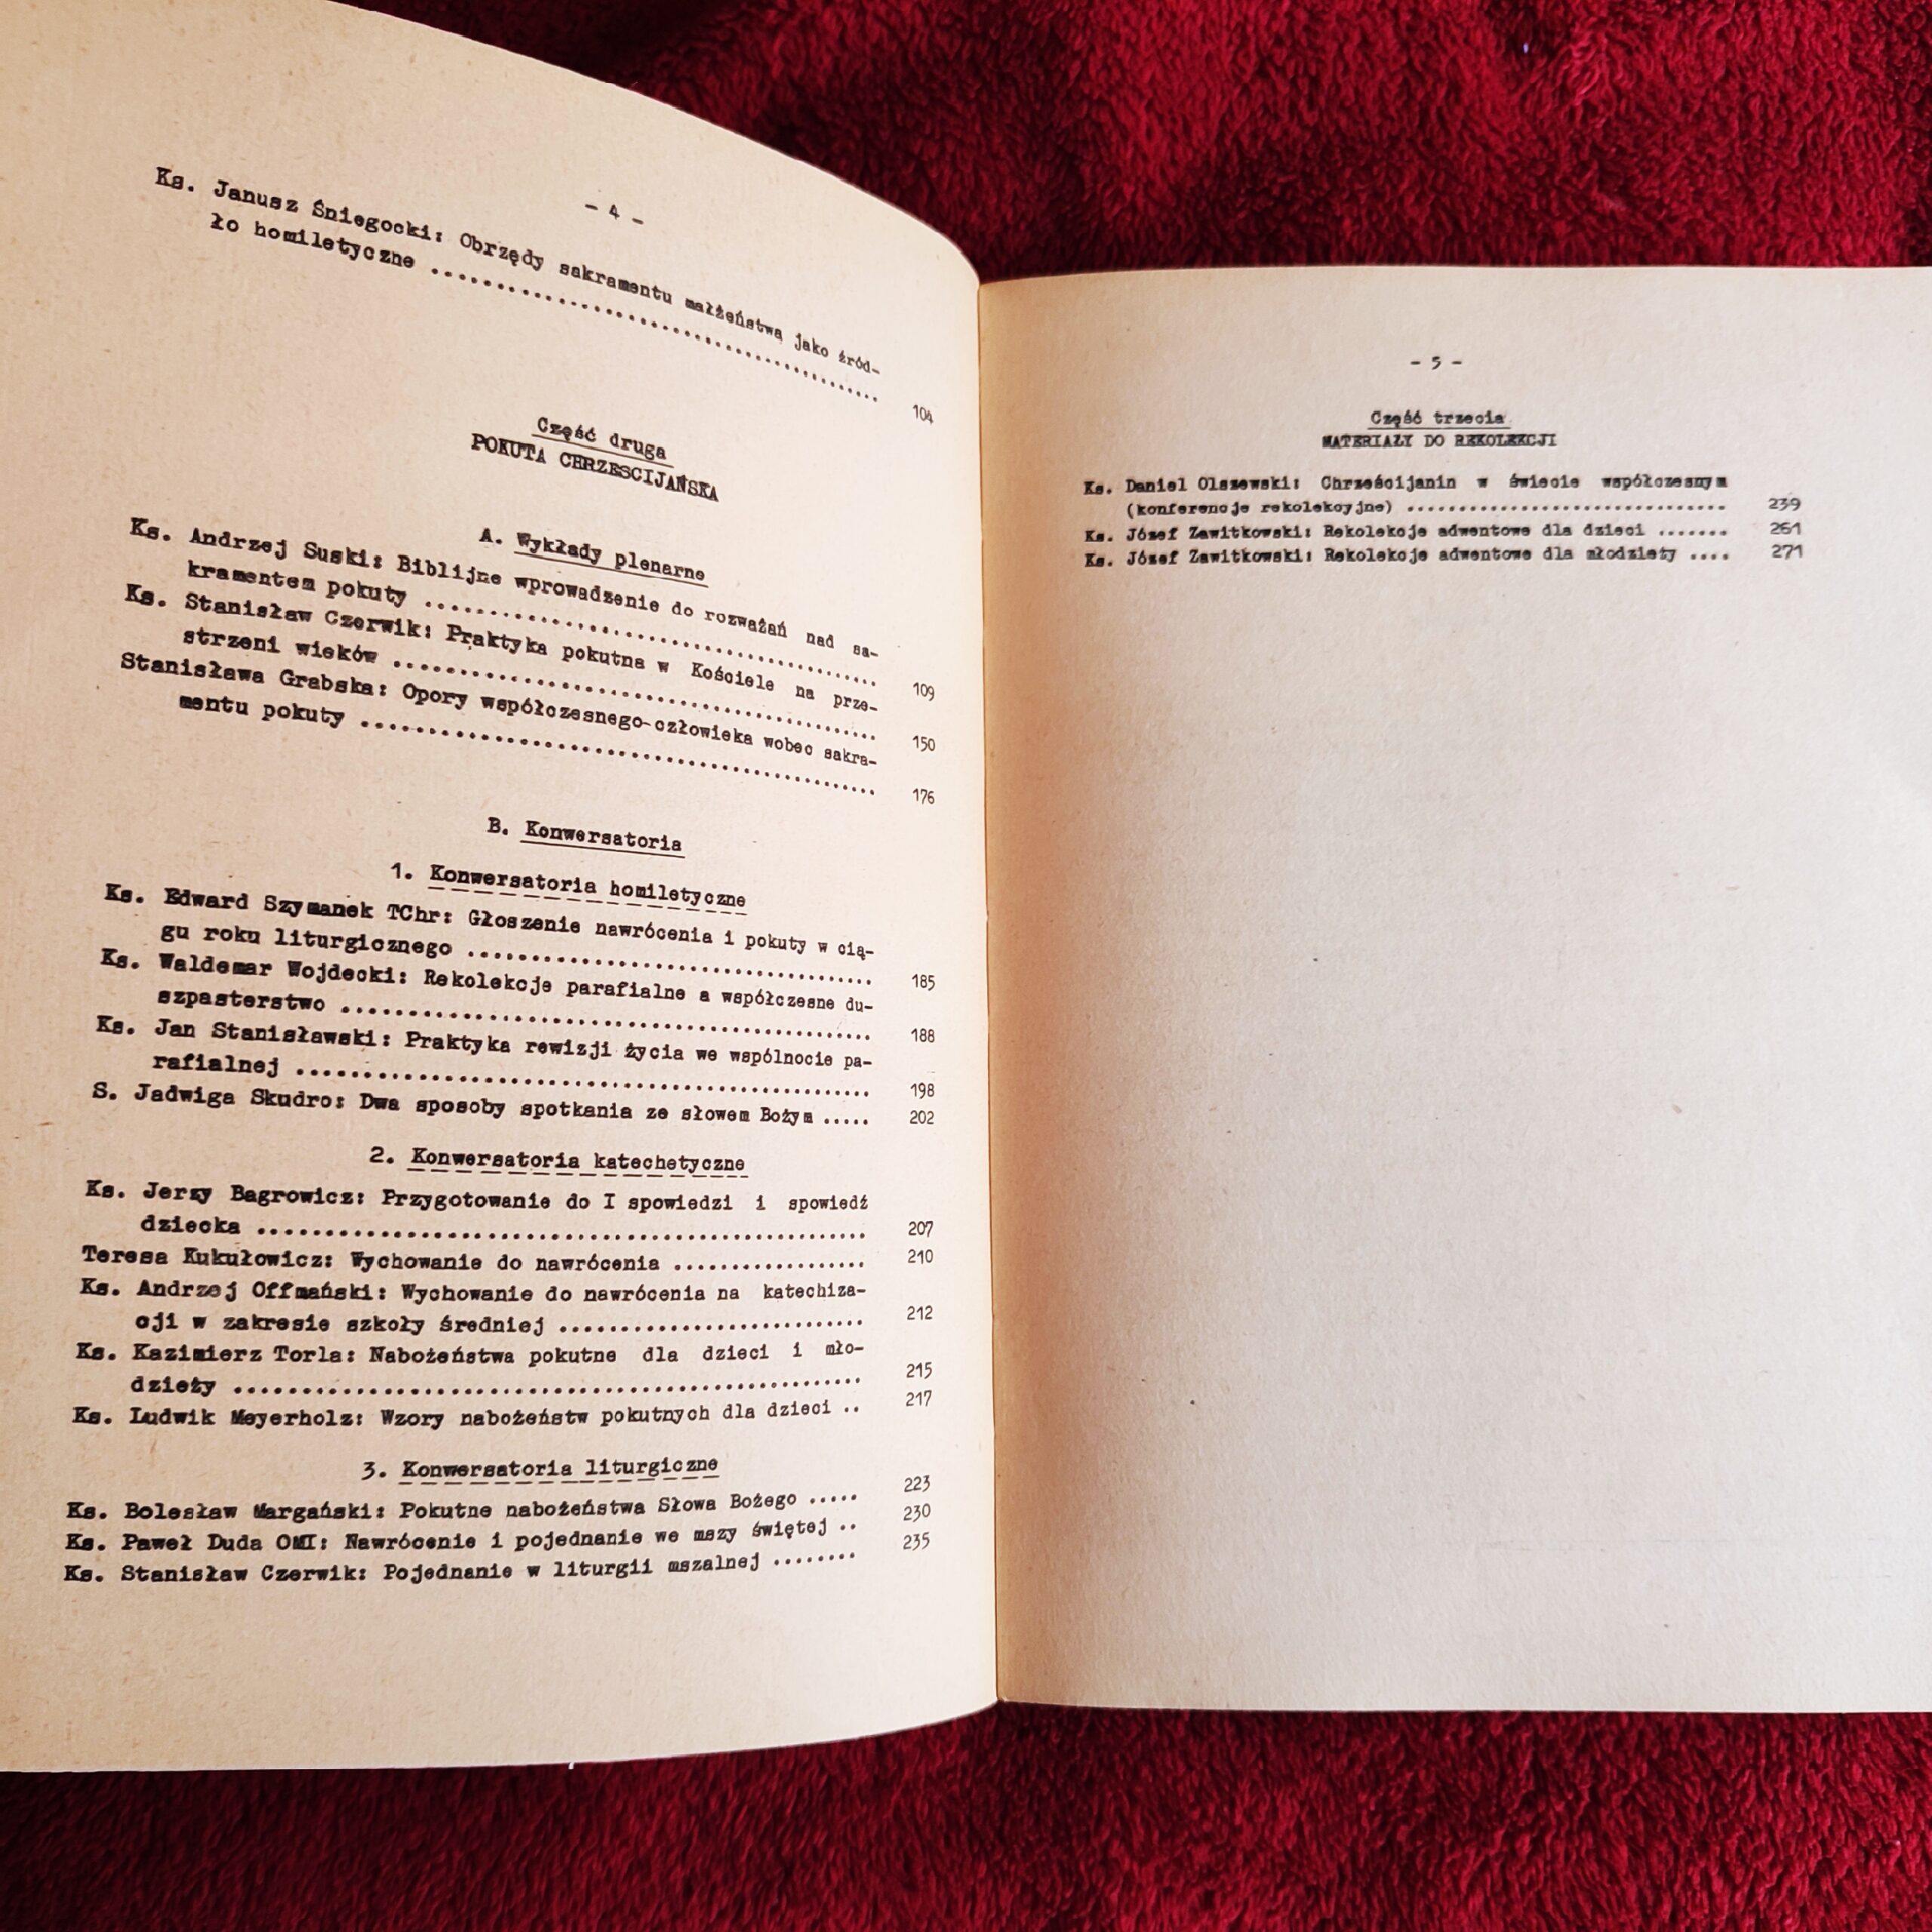 - 4 -
Ks. Janusz Śniegocki: Obrzędy sakramentu małżeństwa jako źród-
ło homiletyczne .......................................... 104
Część druga
POKUTA CHRZEŚCIJAŃSKA
A. Wykłady plenarne
Ks. Andrzej Suski: Biblijne wprowadzenie do rozważań nad sa-
kramentem pokuty .......................................... 109
Ks. Stanisław Czerwik: Praktyka pokutna w Kościele na prze-
strzeni wieków .......................................... 150
Stanisława Grabska: Opory współczesnego człowieka wobec sakra-
mentu pokuty .......................................... 176
B. Konwersatoria
1. Konwersatoria homiletyczne
Ks. Edward Szymanek TChr: Głoszenie nawrócenia i pokuty w cią-
gu roku liturgicznego .................................. 185
Ks. Waldemar Wojdecki: Rekolekcje parafialne a współczesne du-
szpasterstwo .......................................... 188
Ks. Jan Stanisławski: Praktyka rewizji życia we wspólnocie pa-
rafialnej .......................................... 198
S. Jadwiga Skudro: Dwa sposoby spotkania ze słowem Bożym ..... 202
2. Konwersatoria katechetyczne
Ks. Jerzy Bagrowicz: Przygotowanie do I spowiedzi i spowiedź
dziecka .......................................... 207
Teresa Kukułowicz: Wychowanie do nawrócenia .................. 210
Ks. Andrzej Offmański: Wychowanie do nawrócenia na katechiza-
cji w zakresie szkoły średniej .......................... 212
Ks. Kazimierz Torla: Nabożeństwa pokutne dla dzieci i mło-
dzieży .......................................... 215
Ks. Ludwik Meyerholz: Wzory nabożeństw pokutnych dla dzieci .. 217
3. Konwersatoria liturgiczne
Ks. Bolesław Margański: Pokutne nabożeństwa Słowa Bożego ..... 223
Ks. Paweł Duda OMI: Nawrócenie i pojednanie we mszy świętej .. 230
Ks. Stanisław Czerwik: Pojednanie w liturgii mszalnej ........ 235
- 5 -
Część trzecia
MATERIAŁY DO REKOLEKCJI
Ks. Daniel Olszewski: Chrześcijanin w świecie współczesnym
(konferencje rekolekcyjne) .............................. 239
Ks. Józef Zawitkowski: Rekolekcje adwentowe dla dzieci ....... 261
Ks. Józef Zawitkowski: Rekolekcje adwentowe dla młodzieży .... 271